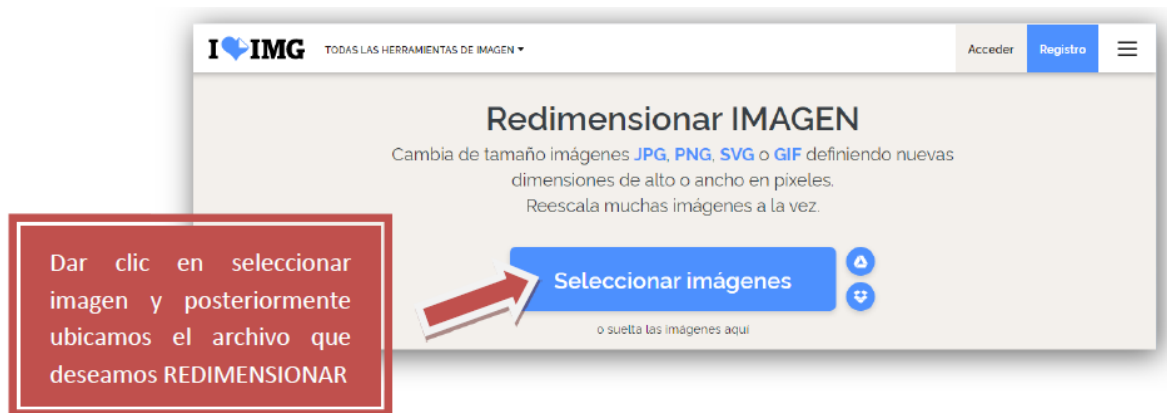 I IMG TODAS LAS HERRAMIENTAS DE IMAGEN Acceder Registro
Redimensionar IMAGEN
Cambia de tamaño imágenes JPG, PNG, SVG o GIF definiendo nuevas
dimensiones de alto o ancho en píxeles.
Reescala muchas imágenes a la vez.
Seleccionar imágenes
o suelta las imágenes aquí
Dar clic en seleccionar
imagen y posteriormente
ubicamos el archivo que
deseamos REDIMENSIONAR